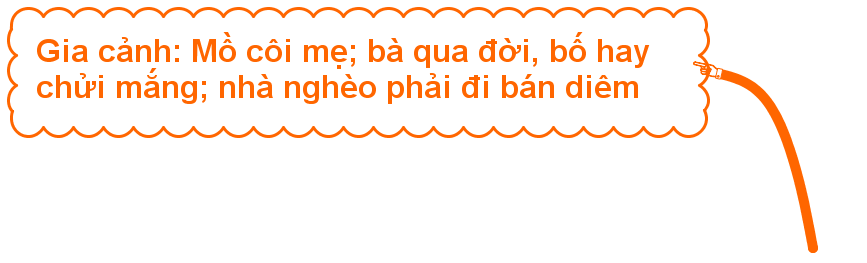 Gia cảnh: Mồ côi mẹ; bà qua đời, bố hay
chửi mắng; nhà nghèo phải đi bán diêm